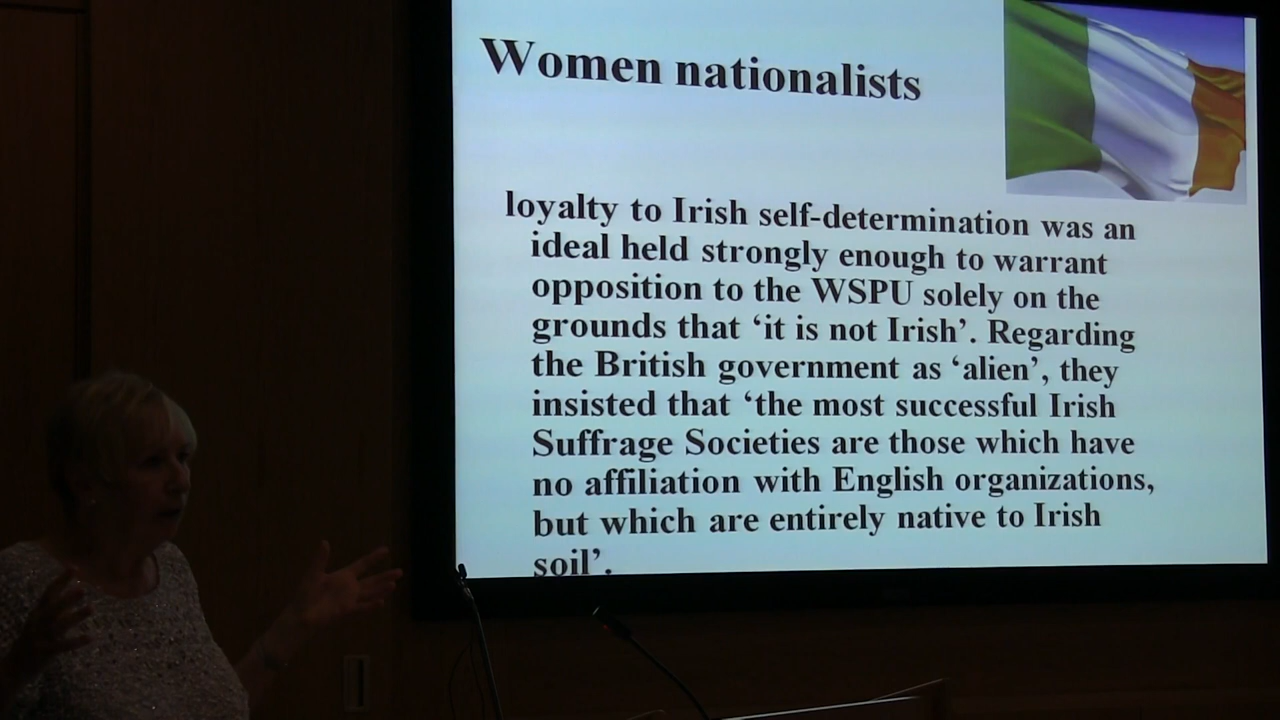 Women nationalists
loyalty to Irish self-determination was an
ideal held strongly enough to warrant
opposition to the WSPU solely on the
grounds that ‘it is not Irish’. Regarding
the British government as ‘alien’, they
insisted that ‘the most successful Irish
Suffrage Societies are those which have
no affiliation with English organizations,
but which are entirely native to Irish
soil’.